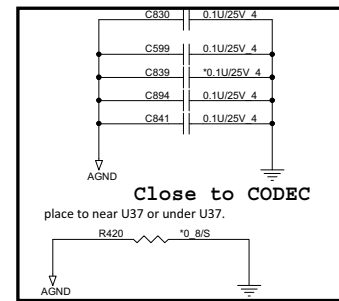 C830 0.1U/25V_4
C599 0.1U/25V_4
C839 *0.1U/25V_4
C894 0.1U/25V_4
C841 0.1U/25V_4
AGND
Close to CODEC
place to near U37 or under U37.
R420 *0_8/S
AGND